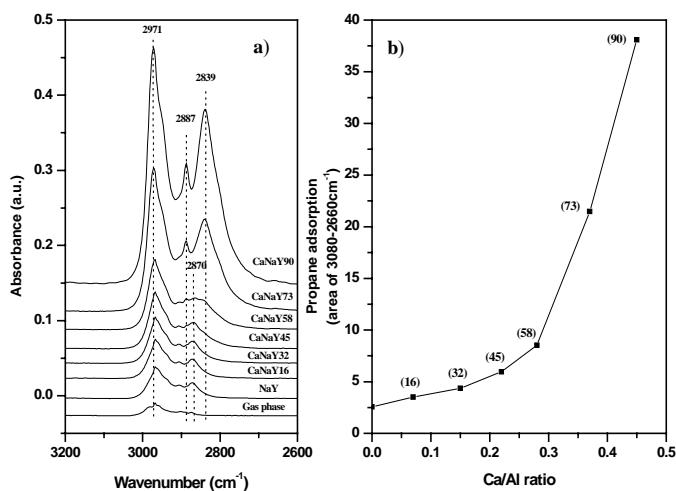 a)
2971
2839
2887
2870
CaNaY90
CaNaY73
CaNaY58
CaNaY45
CaNaY32
CaNaY16
NaY
Gas phase
0.5
0.4
0.3
0.2
0.1
0.0
Absorbance (a.u.)
3200
3000
2800
2600
Wavenumber (cm⁻¹)
b)
(90)
(73)
(58)
(45)
(32)
(16)
40
35
30
25
20
15
10
5
0
Propane adsorption
(area of 3080-2660cm⁻¹)
0.0
0.1
0.2
0.3
0.4
0.5
Ca/Al ratio